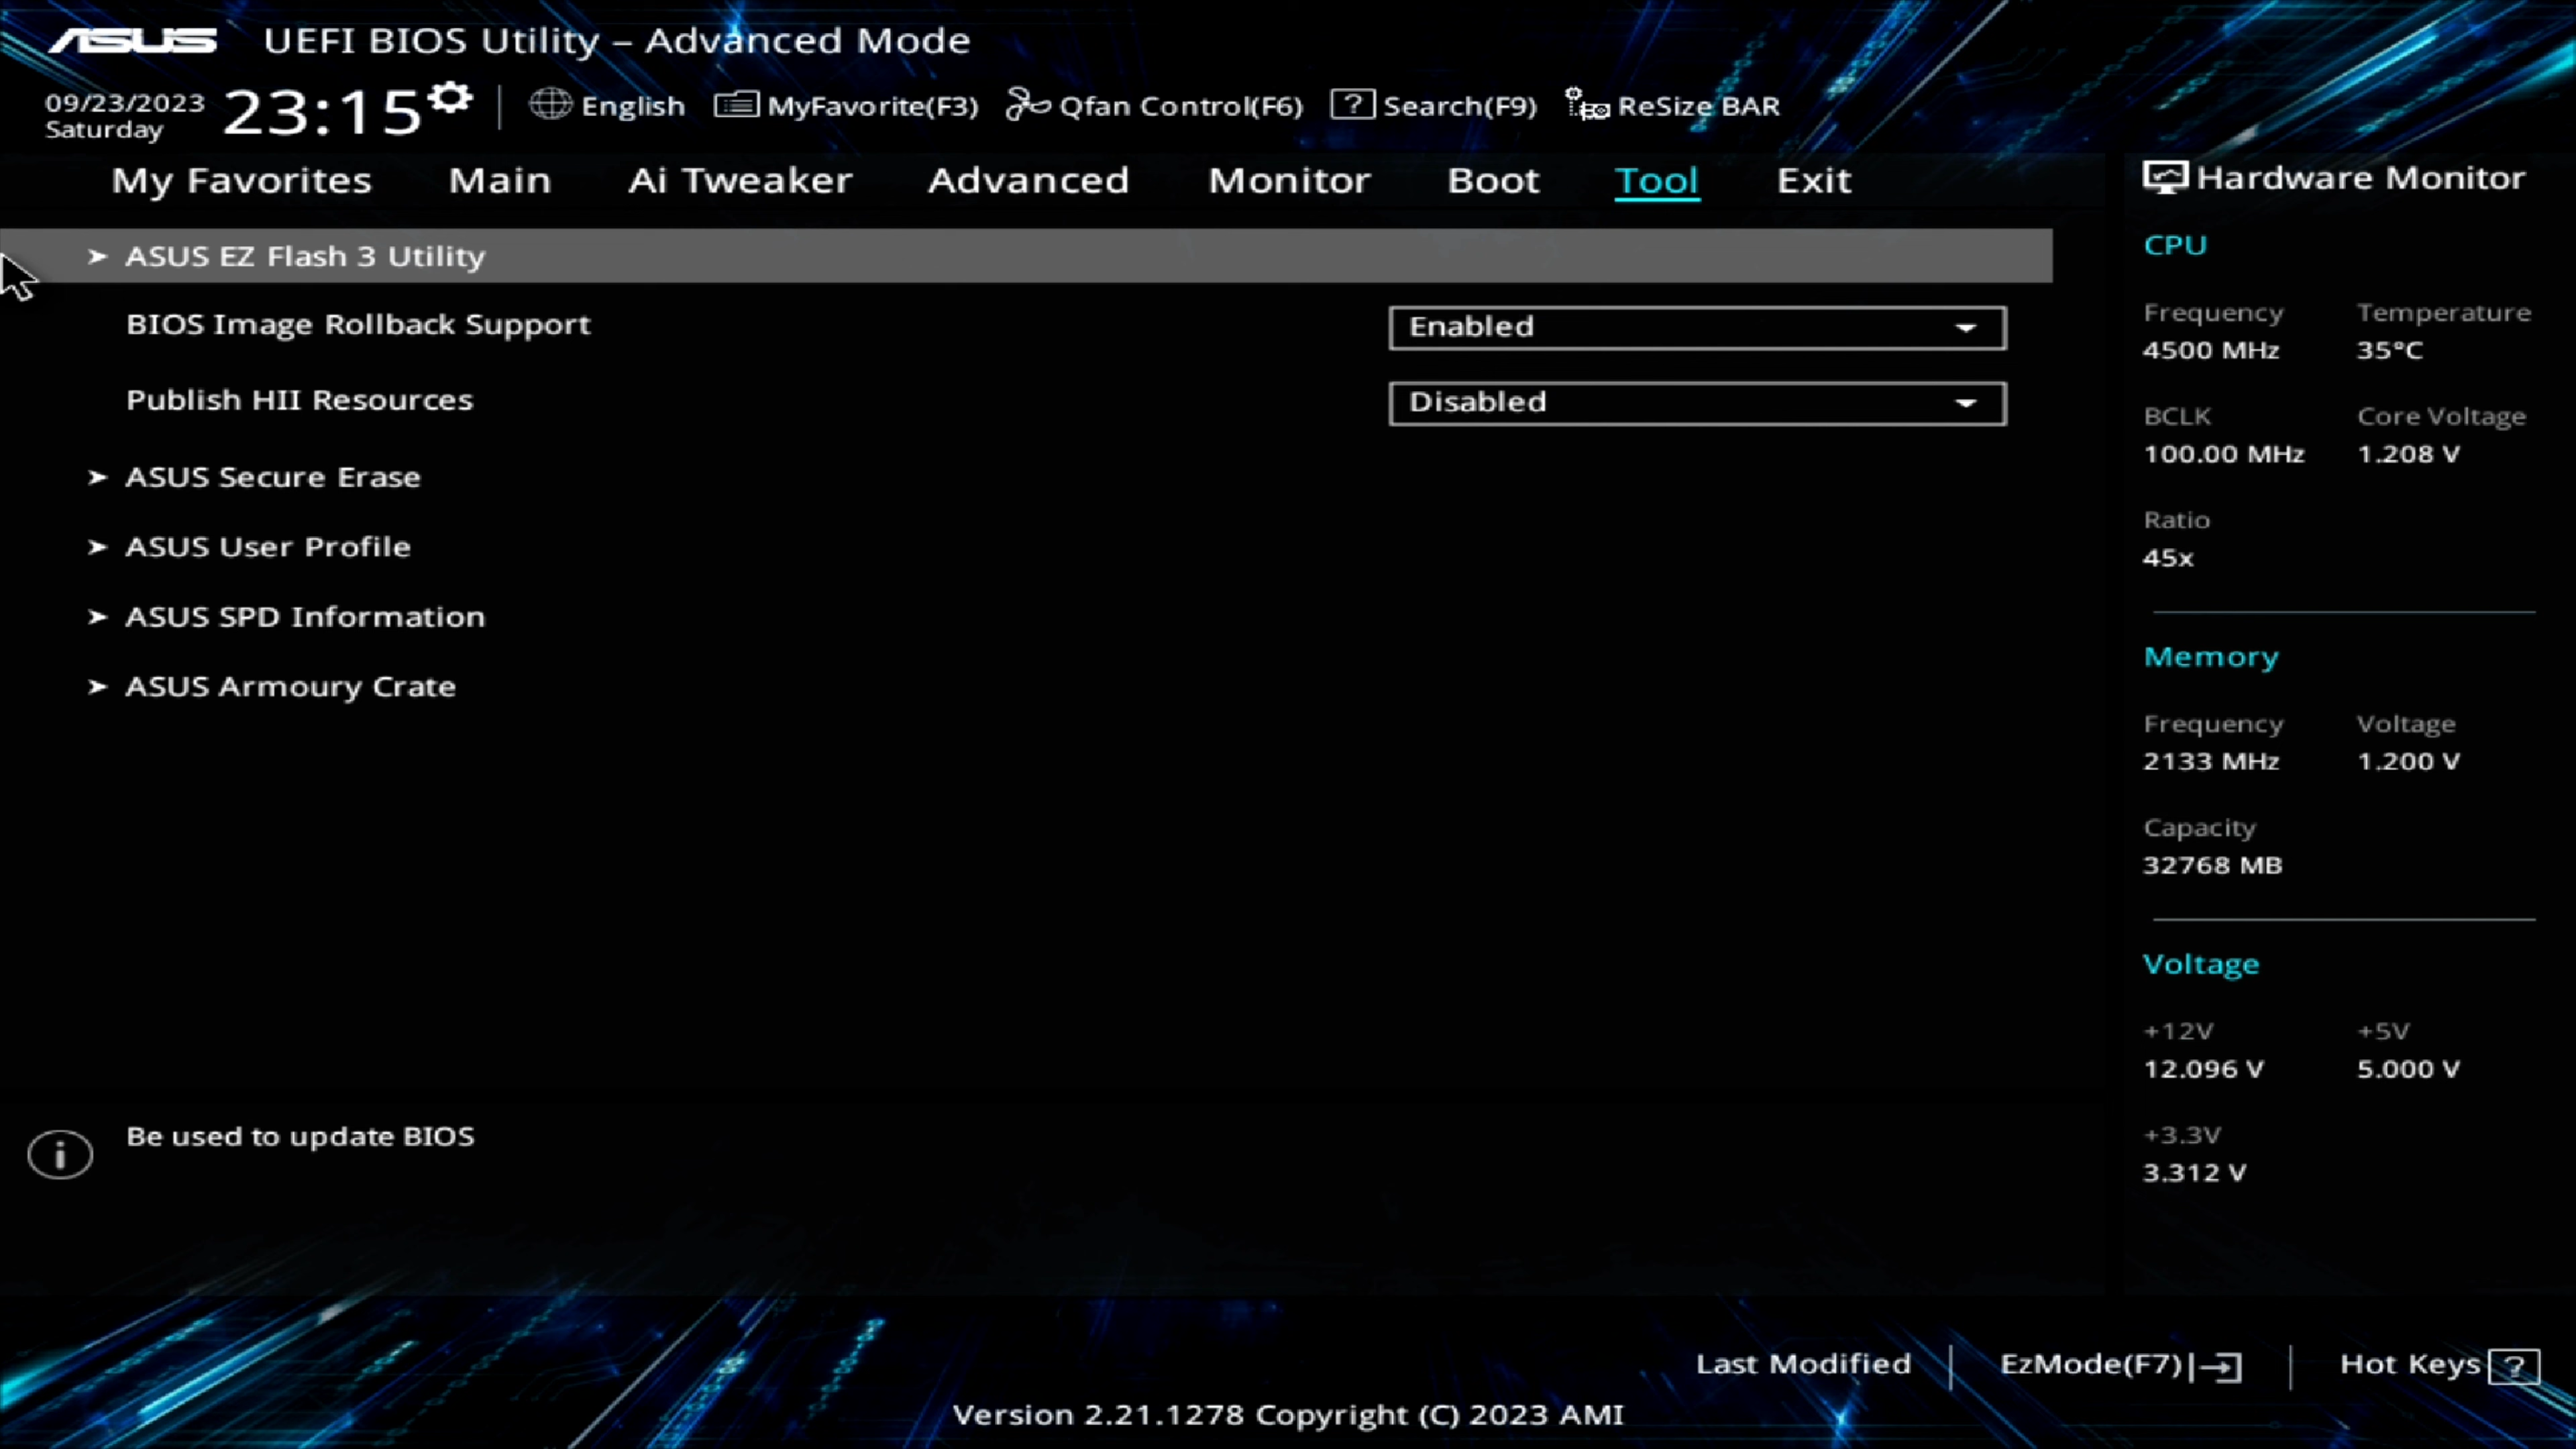 ASUS UEFI BIOS Utility – Advanced Mode
09/23/2023
Saturday
23:15
English MyFavorite(F3) Qfan Control(F6) ? Search(F9) ReSize BAR
My Favorites Main Ai Tweaker Advanced Monitor Boot Tool Exit
ASUS EZ Flash 3 Utility
BIOS Image Rollback Support Enabled
Publish HII Resources Disabled
ASUS Secure Erase
ASUS User Profile
ASUS SPD Information
ASUS Armoury Crate
i Be used to update BIOS
Hardware Monitor
CPU
Frequency Temperature
4500 MHz 35°C
BCLK Core Voltage
100.00 MHz 1.208 V
Ratio
45x
Memory
Frequency Voltage
2133 MHz 1.200 V
Capacity
32768 MB
Voltage
+12V +5V
12.096 V 5.000 V
+3.3V
3.312 V
Last Modified EzMode(F7) Hot Keys ?
Version 2.21.1278 Copyright (C) 2023 AMI